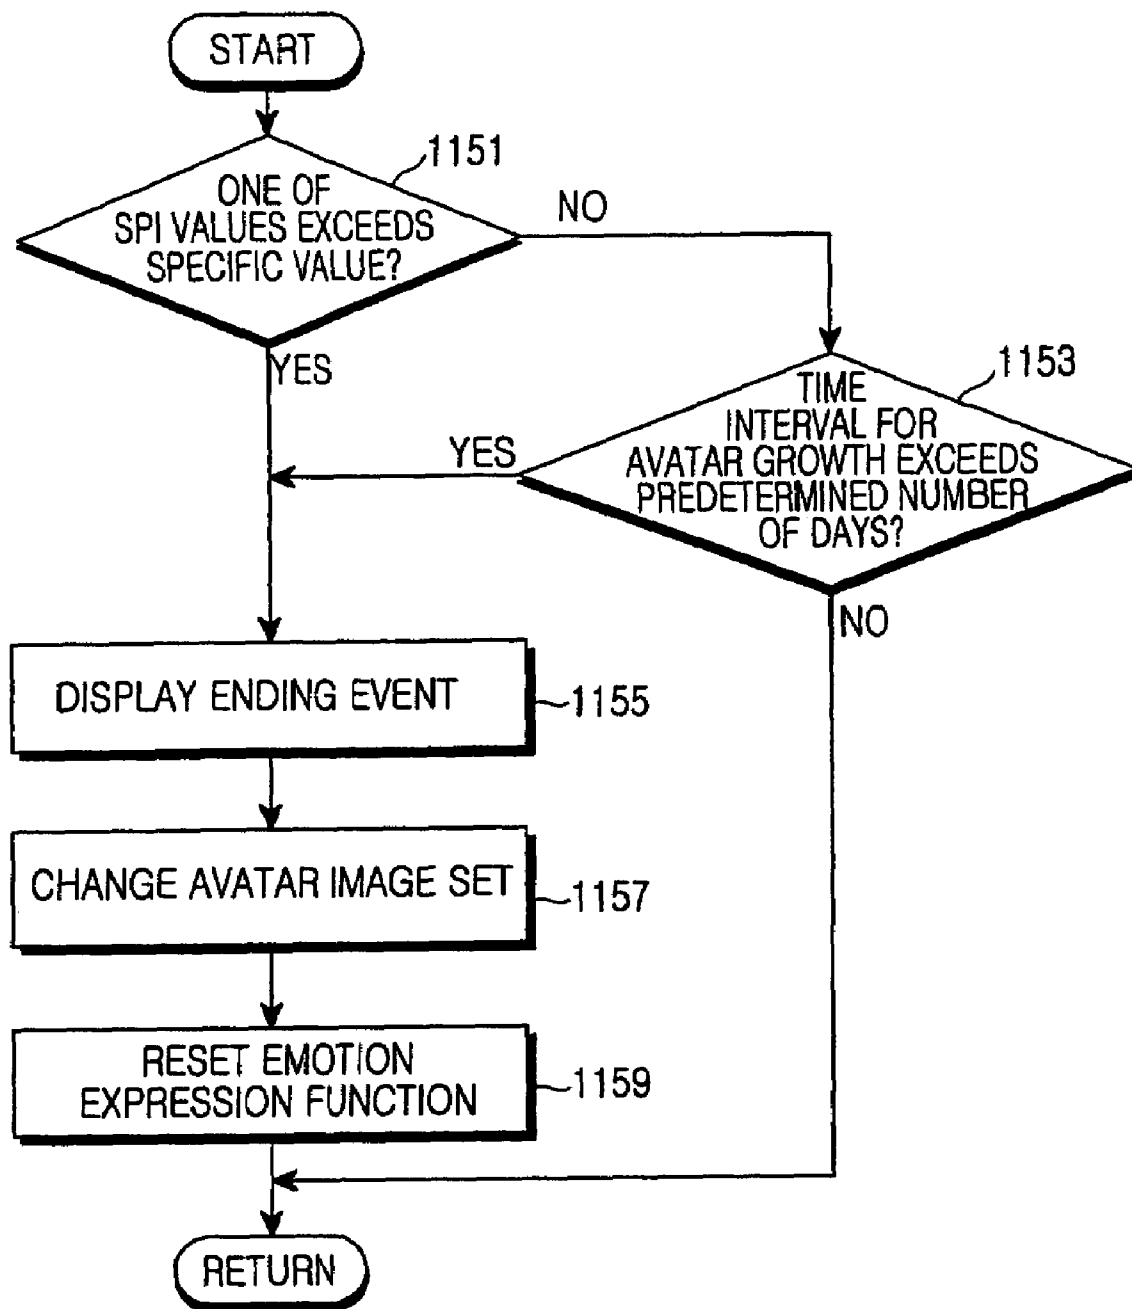 START
1151
ONE OF
SPI VALUES EXCEEDS
SPECIFIC VALUE?
NO
YES
1153
TIME
INTERVAL FOR
AVATAR GROWTH EXCEEDS
PREDETERMINED NUMBER
OF DAYS?
YES
NO
DISPLAY ENDING EVENT
1155
CHANGE AVATAR IMAGE SET
1157
RESET EMOTION
EXPRESSION FUNCTION
1159
RETURN